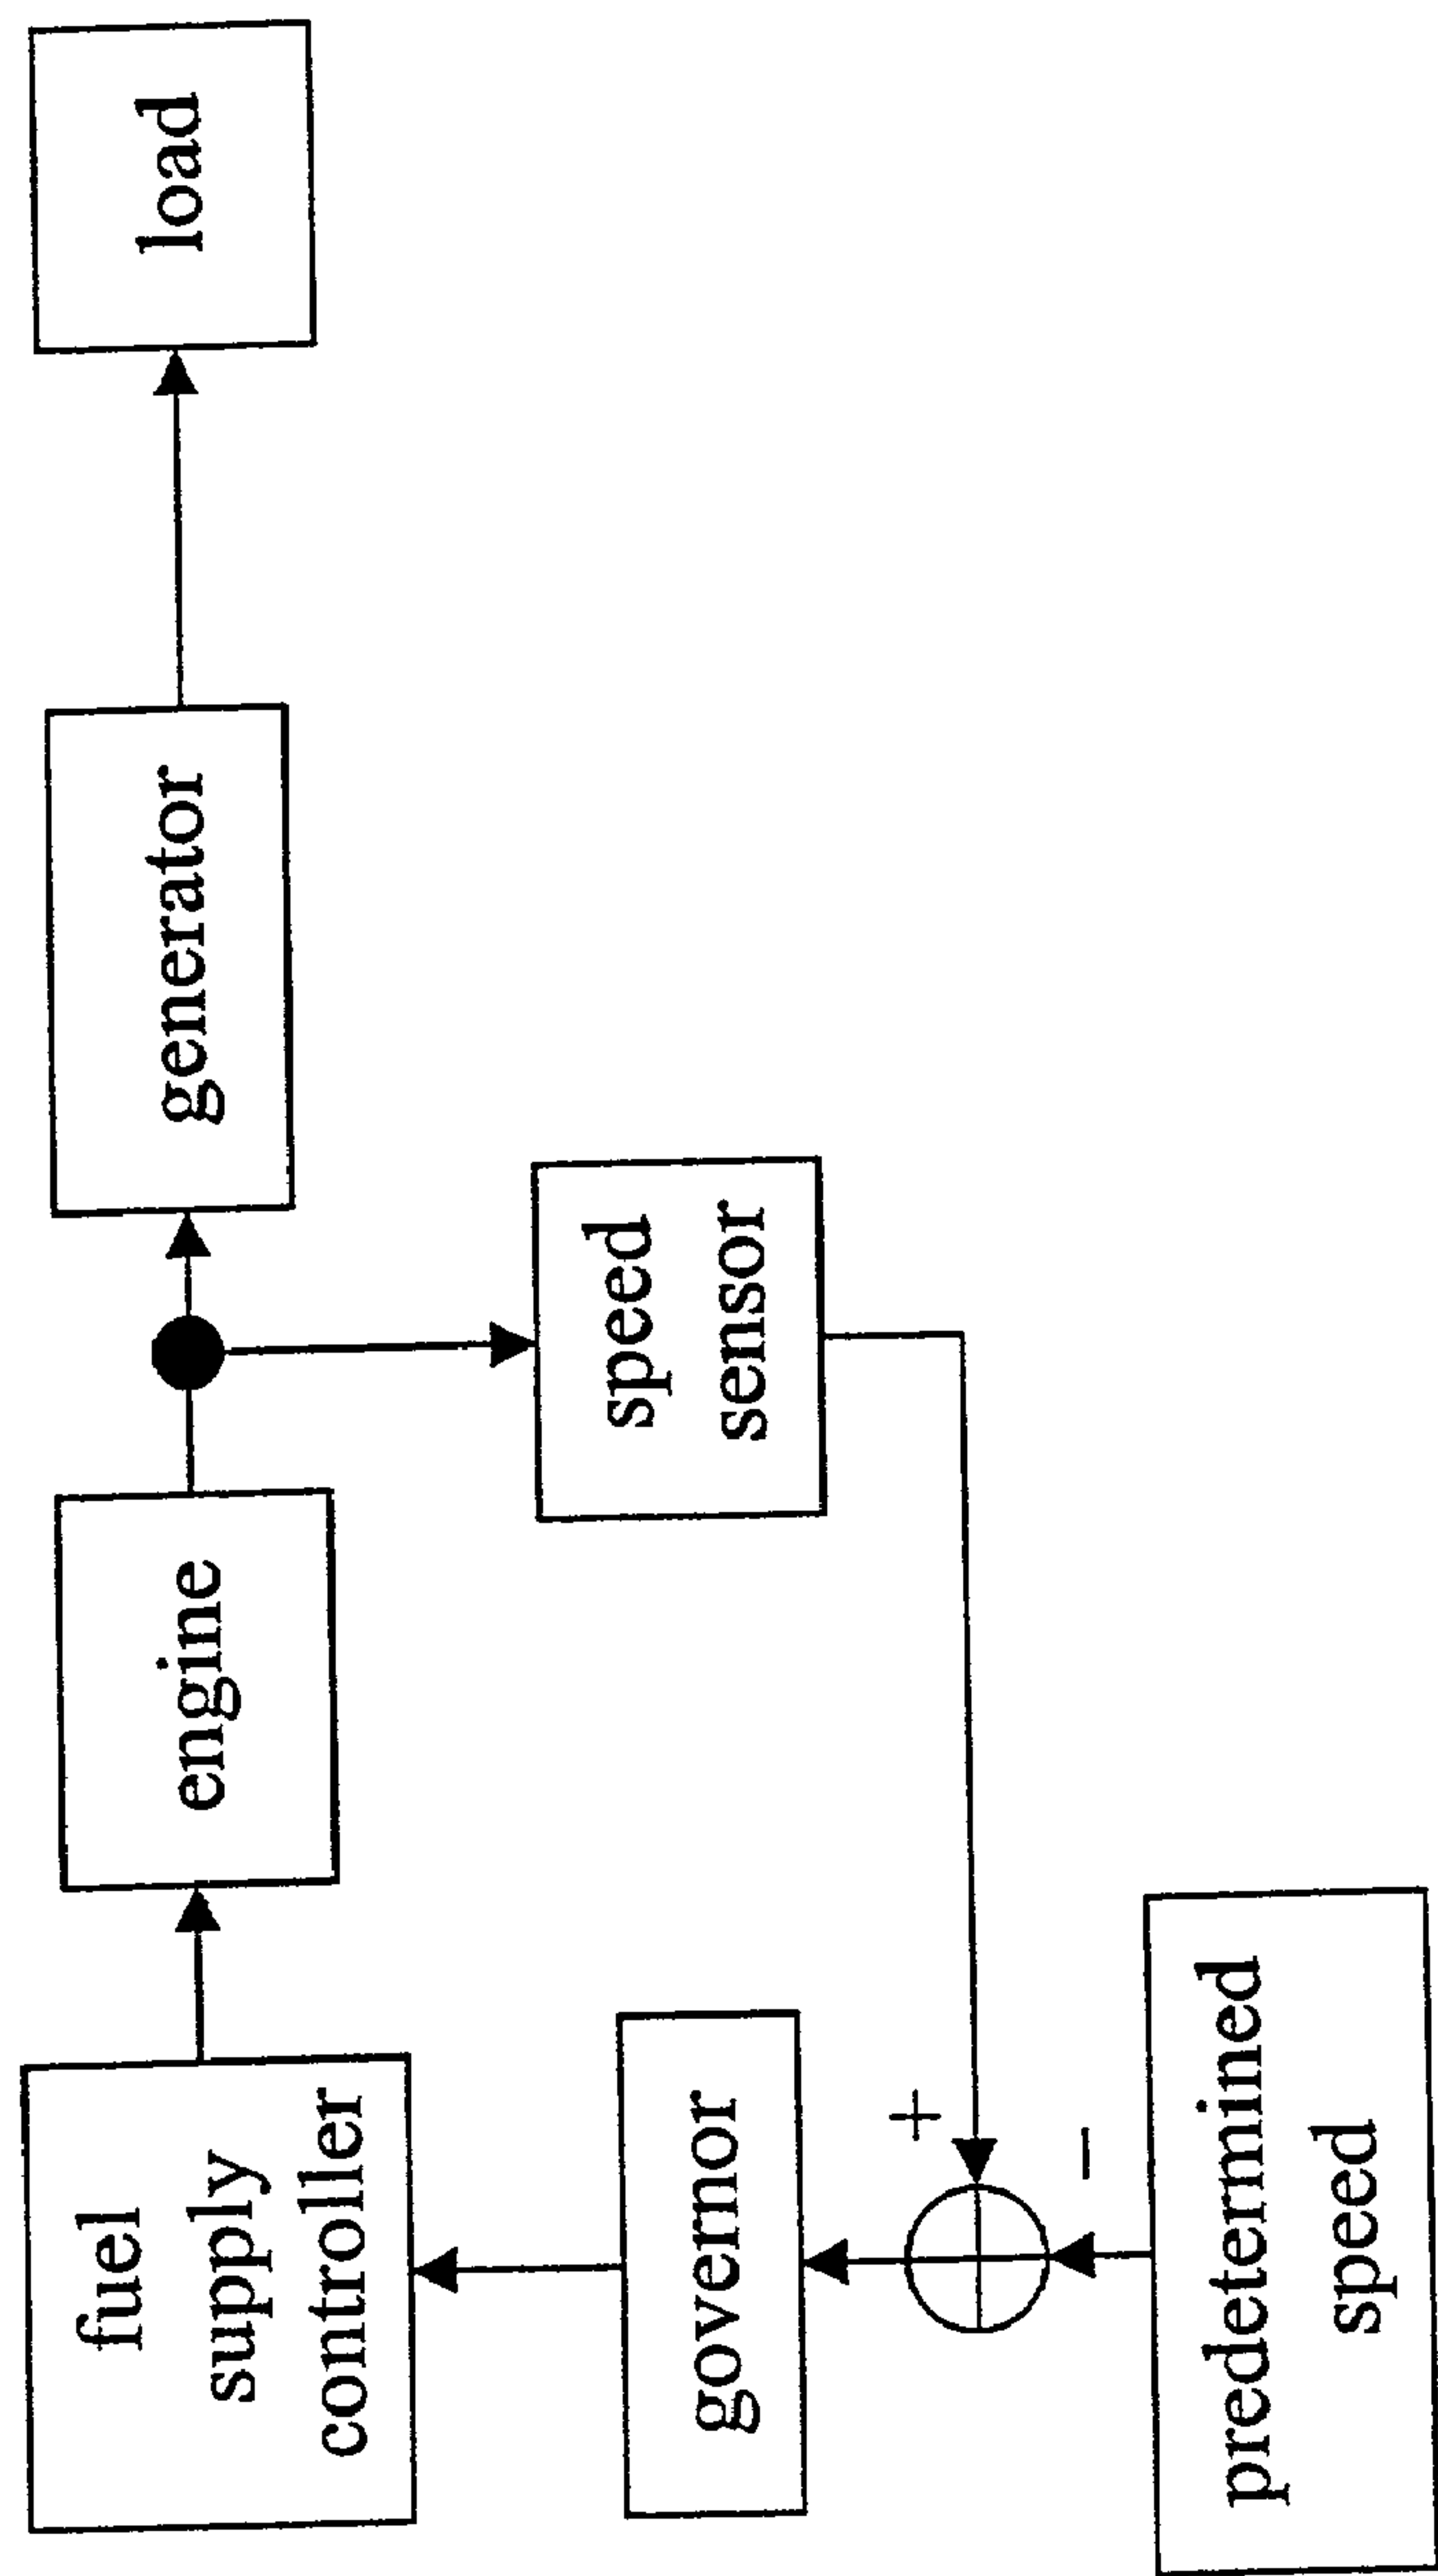 fuel
supply
controller
engine
generator
load
speed
sensor
governor
+
−
predetermined
speed